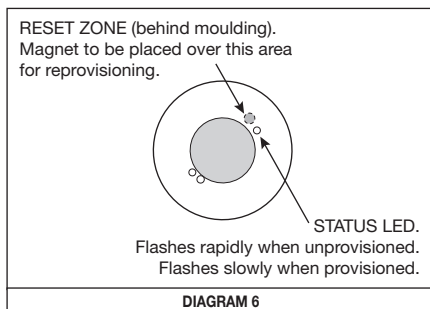 RESET ZONE (behind moulding).
Magnet to be placed over this area
for reprovisioning.
STATUS LED.
Flashes rapidly when unprovisioned.
Flashes slowly when provisioned.
DIAGRAM 6